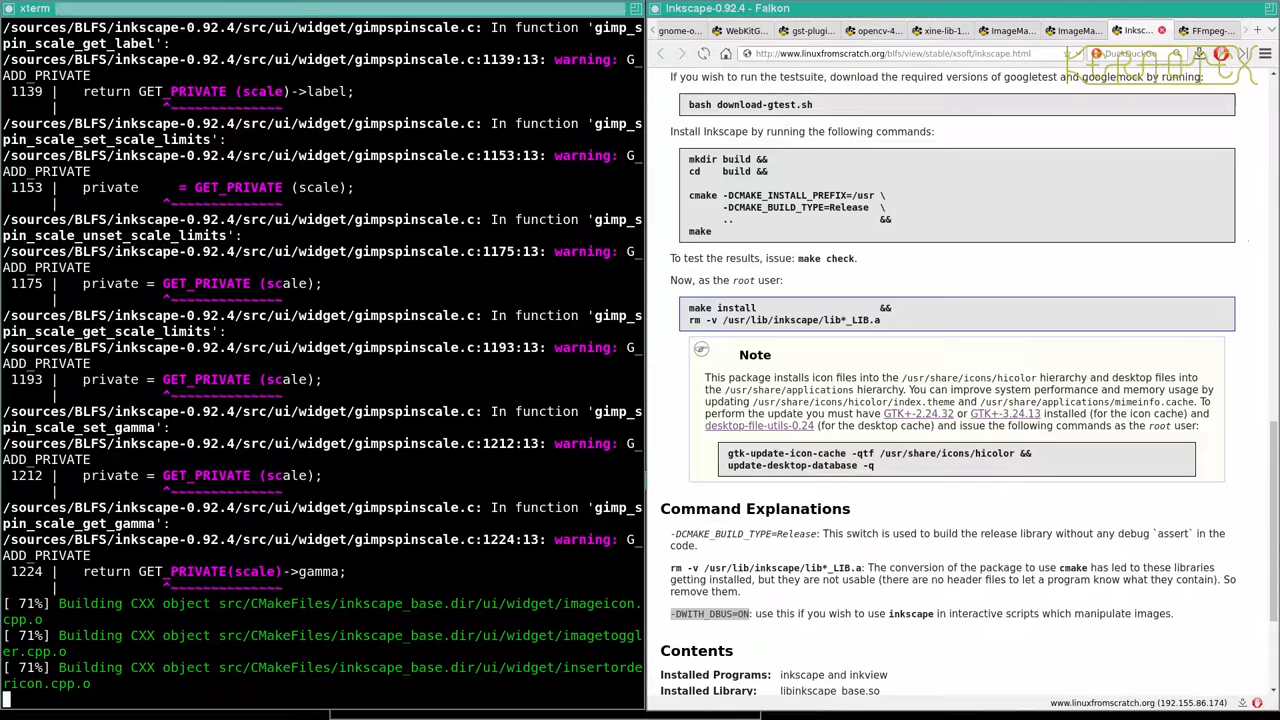 xterm
/sources/BLFS/inkscape-0.92.4/src/ui/widget/gimpspinscale.c: In function 'gimp_s
pin_scale_get_label':
/sources/BLFS/inkscape-0.92.4/src/ui/widget/gimpspinscale.c:1139:13: warning: G_
ADD_PRIVATE
1139 |   return GET_PRIVATE (scale)->label;
|          ^~~~~~~~~~~~~~~
/sources/BLFS/inkscape-0.92.4/src/ui/widget/gimpspinscale.c: In function 'gimp_s
pin_scale_set_scale_limits':
/sources/BLFS/inkscape-0.92.4/src/ui/widget/gimpspinscale.c:1153:13: warning: G_
ADD_PRIVATE
1153 |   private     = GET_PRIVATE (scale);
|             ^~~~~~~~~~~~~~~
/sources/BLFS/inkscape-0.92.4/src/ui/widget/gimpspinscale.c: In function 'gimp_s
pin_scale_unset_scale_limits':
/sources/BLFS/inkscape-0.92.4/src/ui/widget/gimpspinscale.c:1175:13: warning: G_
ADD_PRIVATE
1175 |   private = GET_PRIVATE (scale);
|             ^~~~~~~~~~~~~~~
/sources/BLFS/inkscape-0.92.4/src/ui/widget/gimpspinscale.c: In function 'gimp_s
pin_scale_get_scale_limits':
/sources/BLFS/inkscape-0.92.4/src/ui/widget/gimpspinscale.c:1193:13: warning: G_
ADD_PRIVATE
1193 |   private = GET_PRIVATE (scale);
|             ^~~~~~~~~~~~~~~
/sources/BLFS/inkscape-0.92.4/src/ui/widget/gimpspinscale.c: In function 'gimp_s
pin_scale_set_gamma':
/sources/BLFS/inkscape-0.92.4/src/ui/widget/gimpspinscale.c:1212:13: warning: G_
ADD_PRIVATE
1212 |   private = GET_PRIVATE (scale);
|             ^~~~~~~~~~~~~~~
/sources/BLFS/inkscape-0.92.4/src/ui/widget/gimpspinscale.c: In function 'gimp_s
pin_scale_get_gamma':
/sources/BLFS/inkscape-0.92.4/src/ui/widget/gimpspinscale.c:1224:13: warning: G_
ADD_PRIVATE
1224 |   return GET_PRIVATE(scale)->gamma;
|             ^~~~~~~~~~~~~~~
[ 71%] Building CXX object src/CMakeFiles/inkscape_base.dir/ui/widget/imageicon.
cpp.o
[ 71%] Building CXX object src/CMakeFiles/inkscape_base.dir/ui/widget/imagetoggl
er.cpp.o
[ 71%] Building CXX object src/CMakeFiles/inkscape_base.dir/ui/widget/insertorde
ricon.cpp.o
Inkscape-0.92.4 - Falkon
gnome-o... WebKitG... gst-plugi... opencv-4... xine-lib-1... ImageMa... ImageMa... Inksc... FFmpeg-...
http://www.linuxfromscratch.org/blfs/view/stable/xsoft/inkscape.html
If you wish to run the testsuite, download the required versions of googletest and googlemock by running:
bash download-gtest.sh
Install Inkscape by running the following commands:
mkdir build &&
cd    build &&
cmake -DCMAKE_INSTALL_PREFIX=/usr \
-DCMAKE_BUILD_TYPE=Release  \
..                          &&
make
To test the results, issue: make check.
Now, as the root user:
make install                    &&
rm -v /usr/lib/inkscape/lib*_LIB.a
Note
This package installs icon files into the /usr/share/icons/hicolor hierarchy and desktop files into
the /usr/share/applications hierarchy. You can improve system performance and memory usage by
updating /usr/share/icons/hicolor/index.theme and /usr/share/applications/mimeinfo.cache. To
perform the update you must have GTK+-2.24.32 or GTK+-3.24.13 installed (for the icon cache) and
desktop-file-utils-0.24 (for the desktop cache) and issue the following commands as the root user:
gtk-update-icon-cache -qtf /usr/share/icons/hicolor &&
update-desktop-database -q
Command Explanations
-DCMAKE_BUILD_TYPE=Release: This switch is used to build the release library without any debug `assert` in the
code.
rm -v /usr/lib/inkscape/lib*_LIB.a: The conversion of the package to use cmake has led to these libraries
getting installed, but they are not usable (there are no header files to let a program know what they contain). So
remove them.
-DWITH_DBUS=ON: use this if you wish to use inkscape in interactive scripts which manipulate images.
Contents
Installed Programs: inkscape and inkview
Installed Library: libinkscape_base.so
www.linuxfromscratch.org (192.155.86.174)